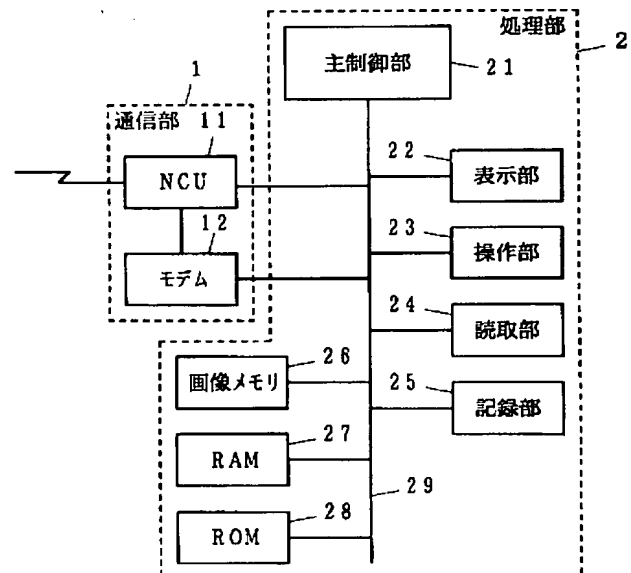 処理部
2
主制御部
21
1
通信部
11
NCU
22
表示部
12
モデム
23
操作部
24
読取部
26
画像メモリ
25
記録部
27
RAM
29
28
ROM